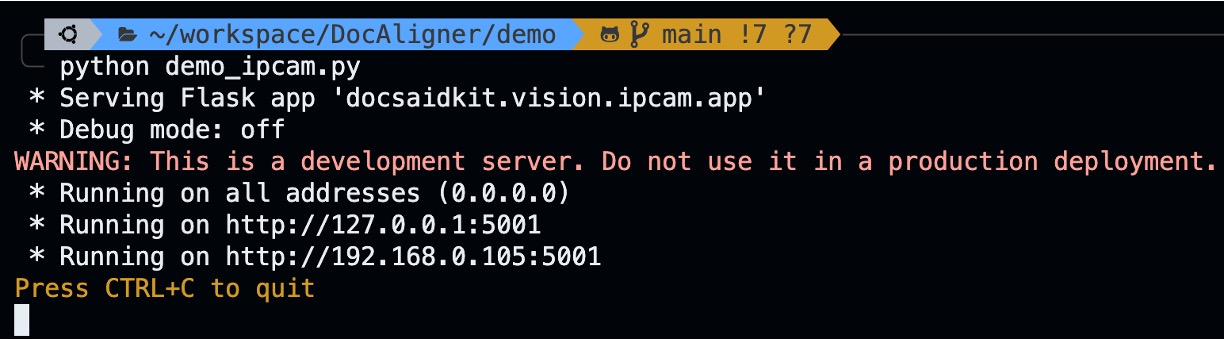 ~/workspace/DocAligner/demo main !7 ?7
python demo_ipcam.py
* Serving Flask app 'docsaidkit.vision.ipcam.app'
* Debug mode: off
WARNING: This is a development server. Do not use it in a production deployment.
* Running on all addresses (0.0.0.0)
* Running on http://127.0.0.1:5001
* Running on http://192.168.0.105:5001
Press CTRL+C to quit